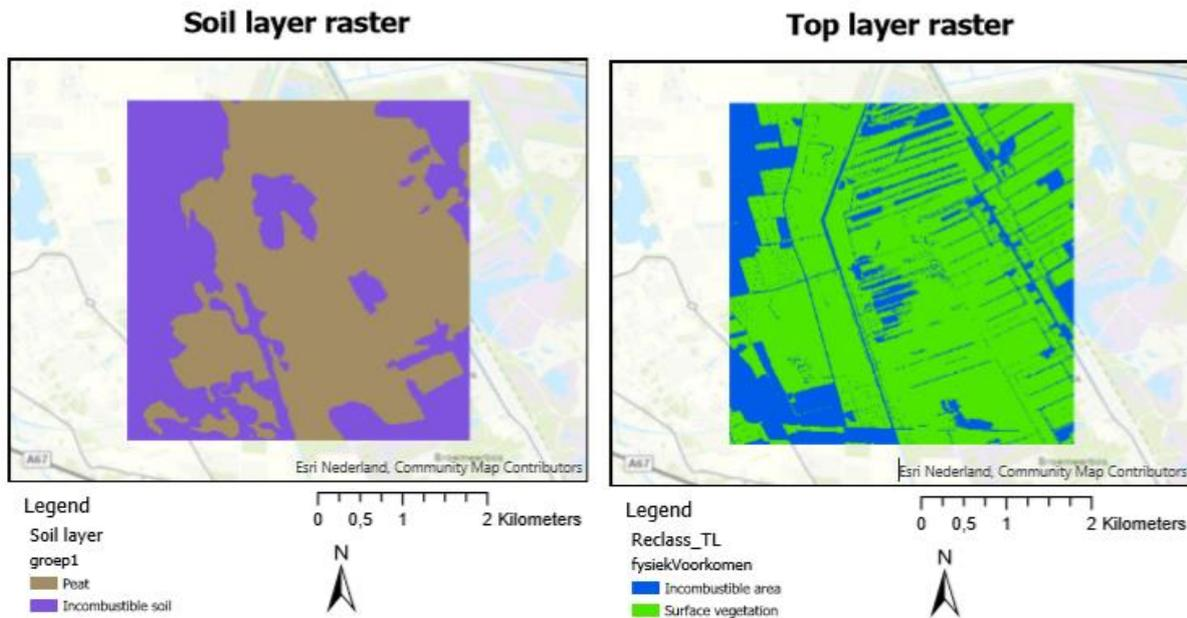 Soil layer raster
A67
Esri Nederland, Community Map Contributors
Legend
Soil layer
groep1
Peat
Incombustible soil
0 0,5 1 2 Kilometers
N
Top layer raster
A67
Esri Nederland, Community Map Contributors
Legend
Reclass_TL
fysiekVoorkomen
Incombustible area
Surface vegetation
0 0,5 1 2 Kilometers
N